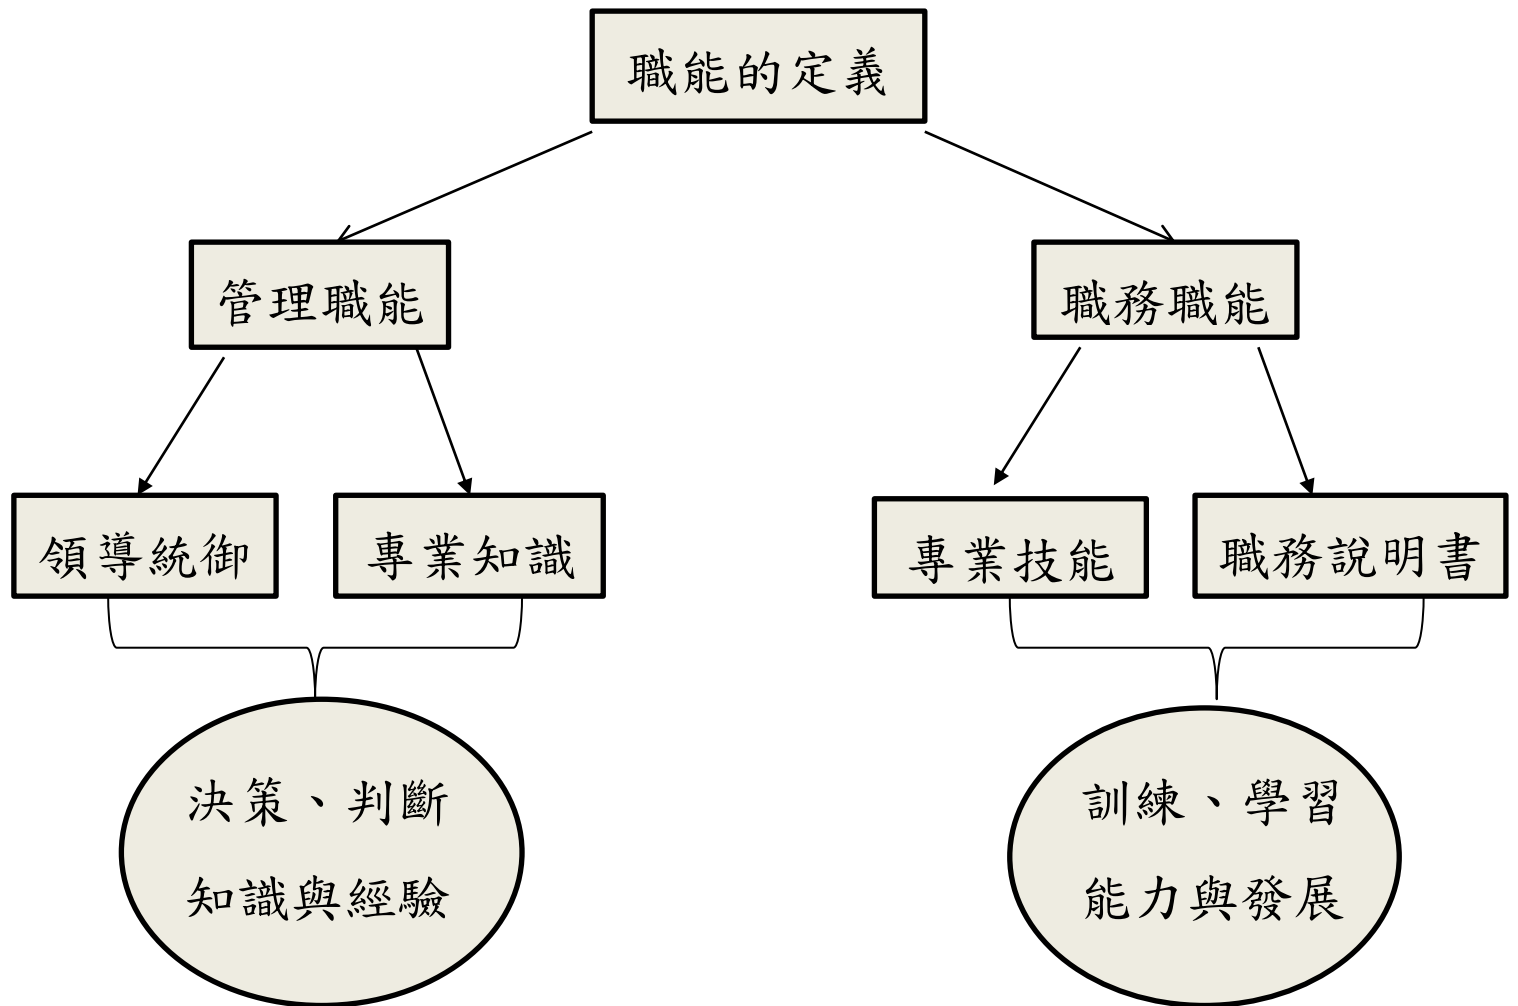 職能的定義
管理職能
職務職能
領導統御
專業知識
專業技能
職務說明書
決策、判斷
知識與經驗
訓練、學習
能力與發展